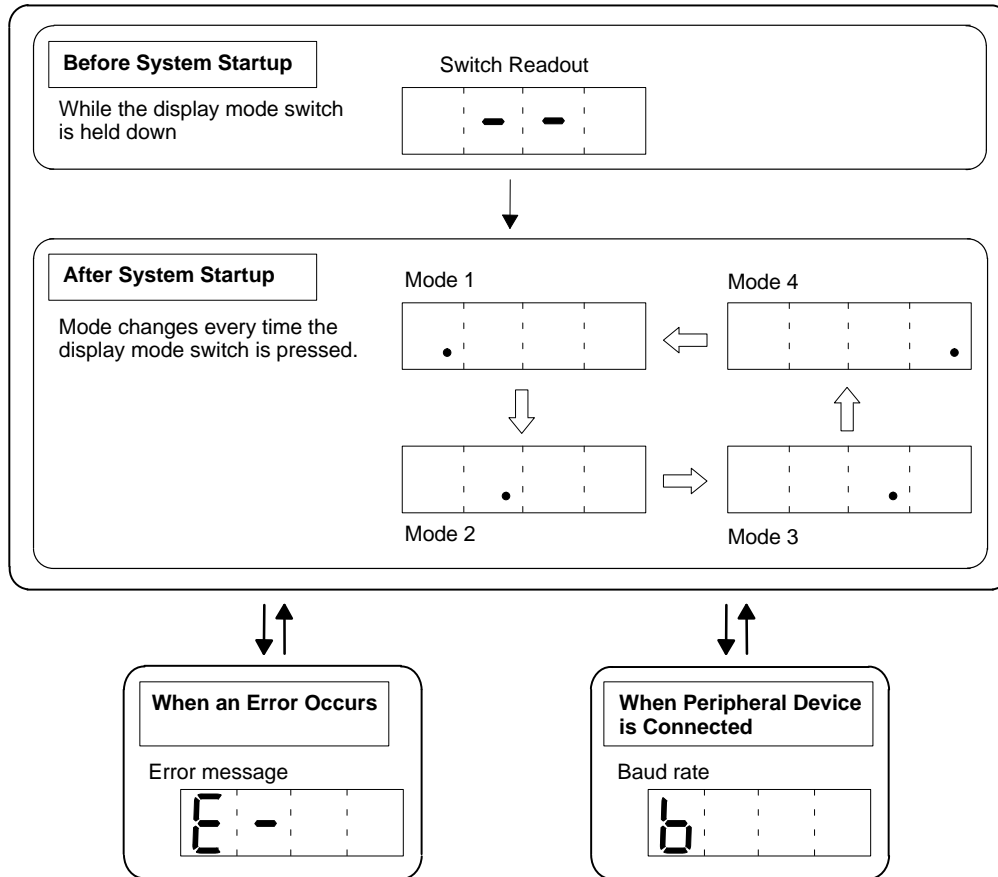 Before System Startup
Switch Readout
While the display mode switch
is held down
- -
After System Startup
Mode 1
Mode 4
Mode changes every time the
display mode switch is pressed.
.
.
.
.
Mode 2
Mode 3
When an Error Occurs
When Peripheral Device
is Connected
Error message
Baud rate
E -
b